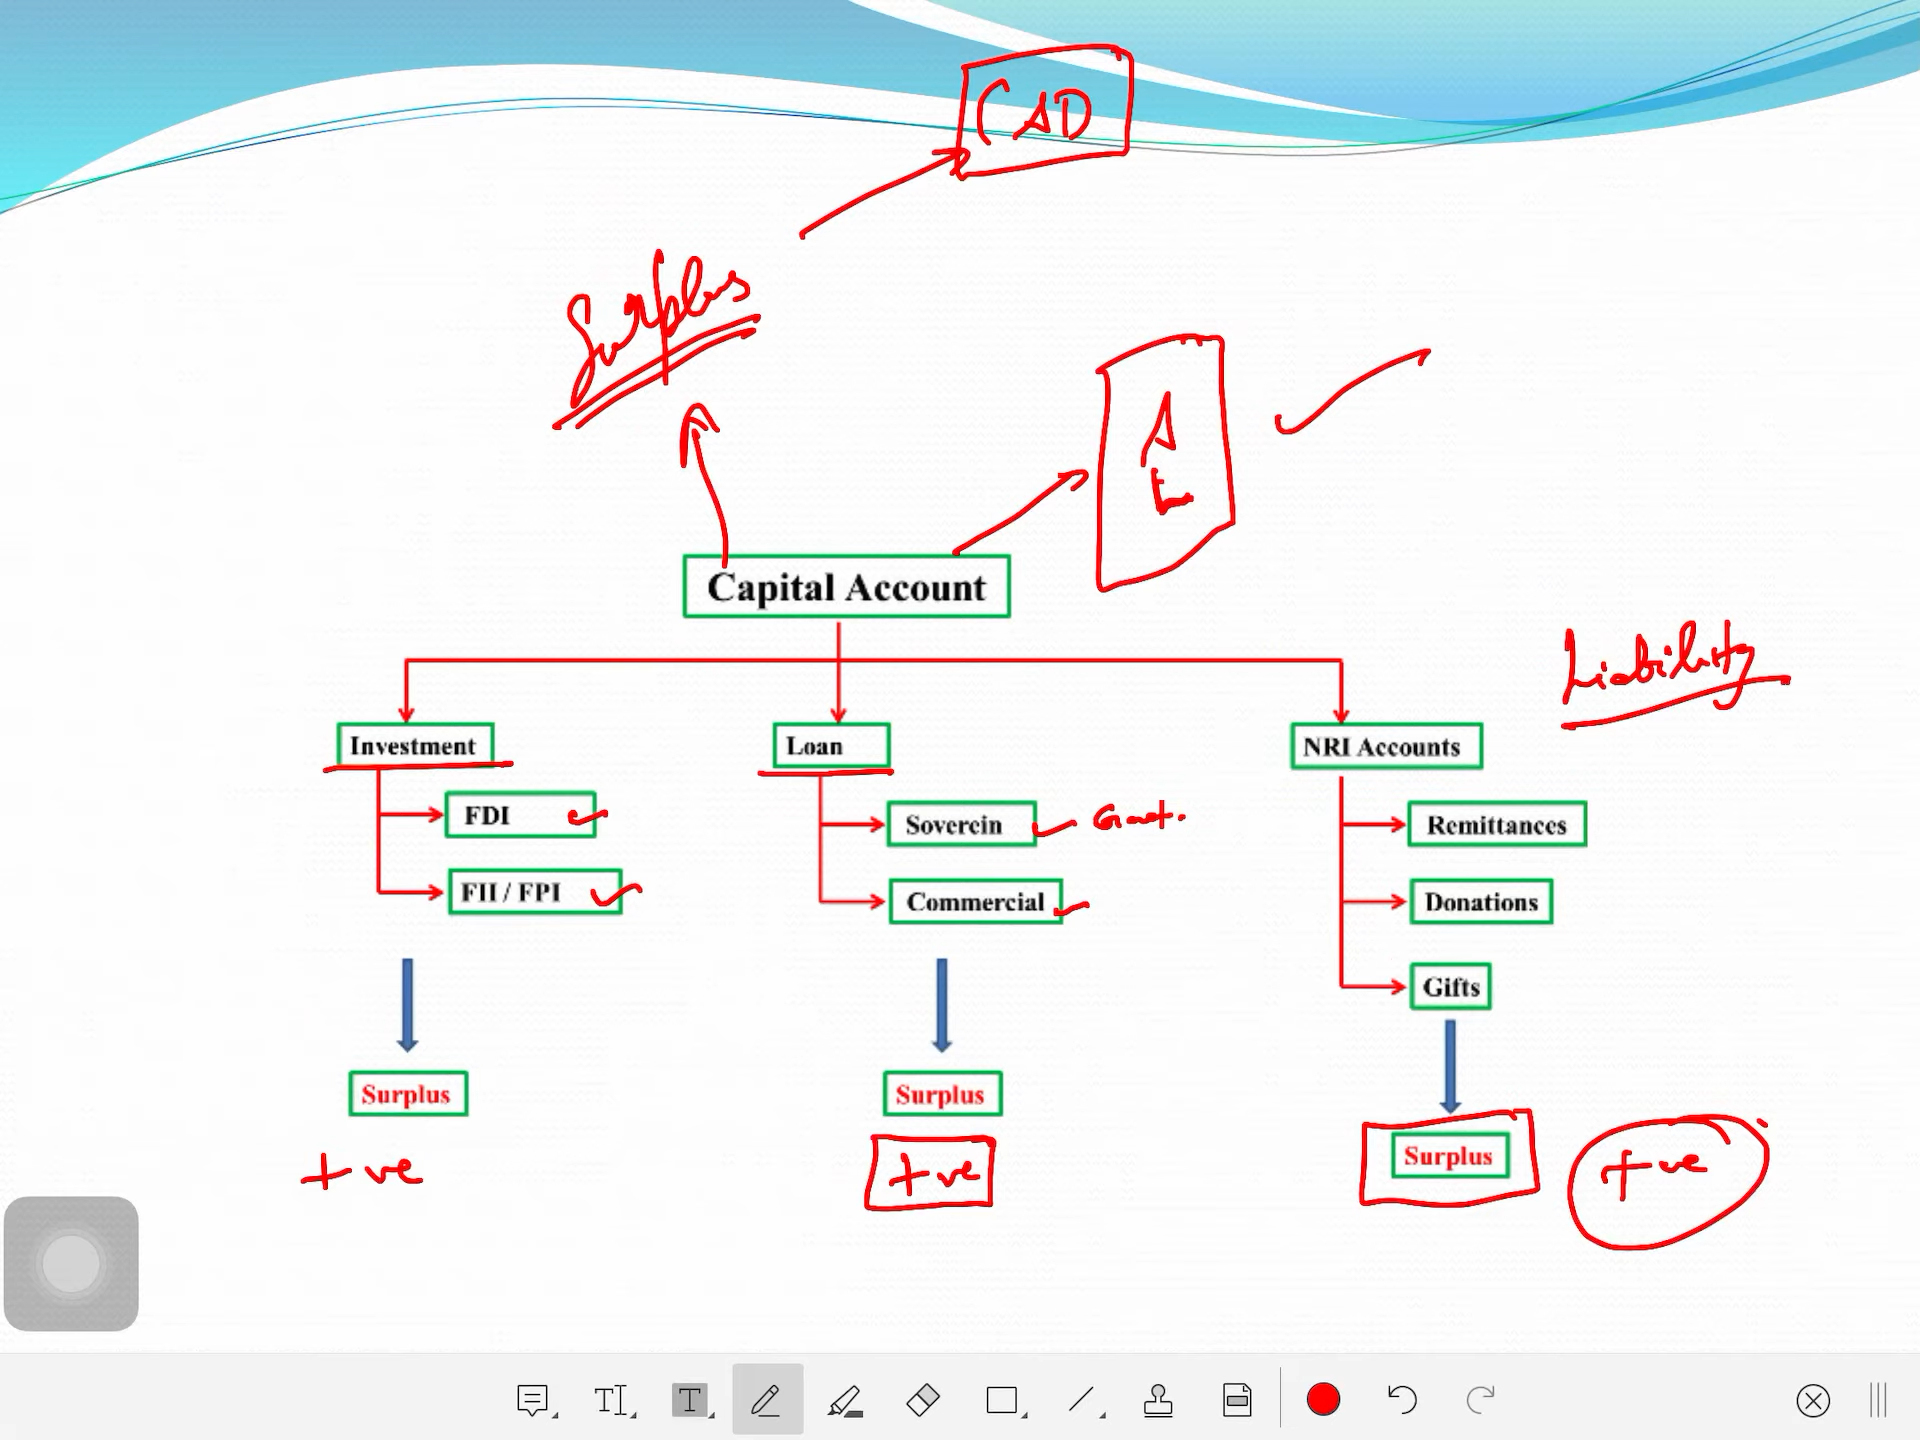 CAD
Surplus
A
L
Capital Account
Liability
Investment
Loan
NRI Accounts
FDI
Soverein
Govt.
Remittances
FII / FPI
Commercial
Donations
Gifts
Surplus
Surplus
Surplus
+ve
+ve
+ve